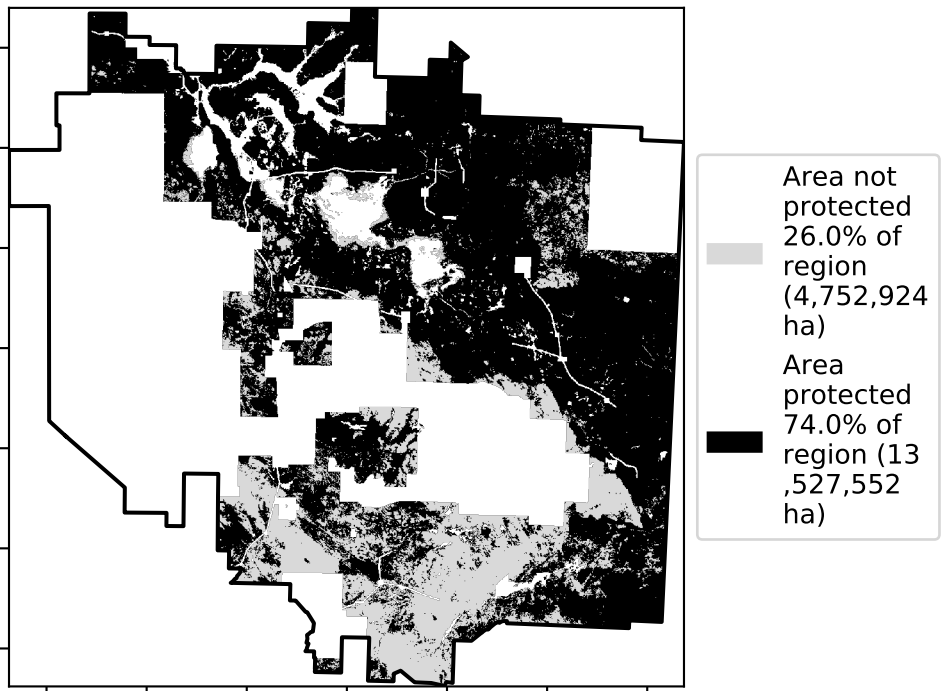 Area not
protected
26.0% of
region
(4,752,924
ha)
Area
protected
74.0% of
region (13
,527,552
ha)